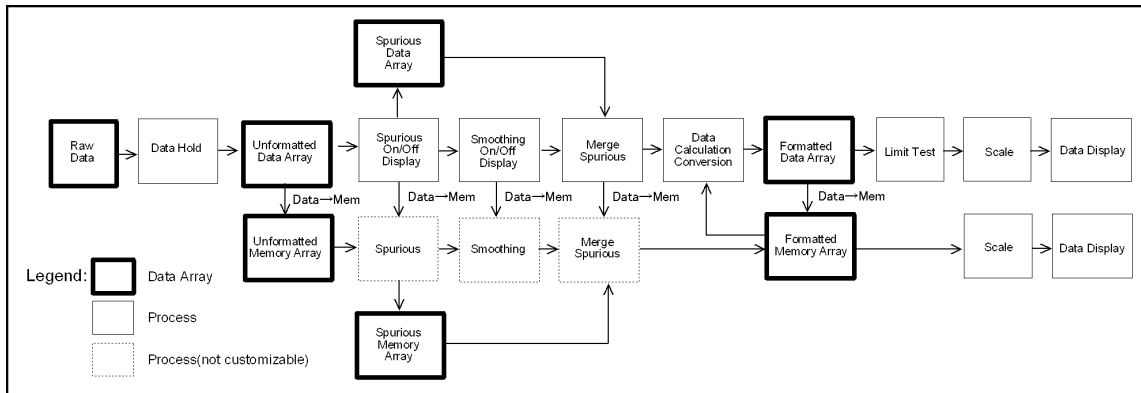 Spurious
Data
Array
Raw
Data
Data Hold
Unformatted
Data Array
Spurious
On/Off
Display
Smoothing
On/Off
Display
Merge
Spurious
Data
Calculation
Conversion
Formatted
Data Array
Limit Test
Scale
Data Display
Data→Mem
Data→Mem
Data→Mem
Data→Mem
Data→Mem
Unformatted
Memory Array
Spurious
Smoothing
Merge
Spurious
Formatted
Memory Array
Scale
Data Display
Legend:
Data Array
Process
Process(not customizable)
Spurious
Memory
Array